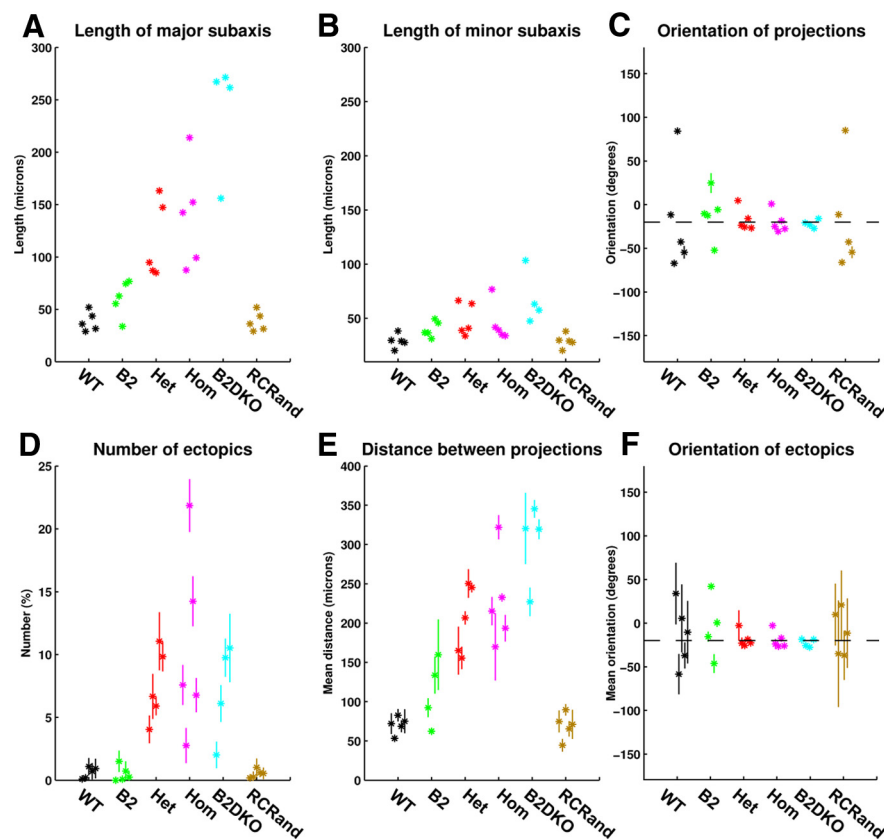 A
Length of major subaxis
300
250
200
150
100
50
0
Length (microns)
WT
B2
Het
Hom
B2DKO
RCRand
B
Length of minor subaxis
300
250
200
150
100
50
Length (microns)
WT
B2
Het
Hom
B2DKO
RCRand
C
Orientation of projections
150
100
50
0
−50
−100
−150
Orientation (degrees)
WT
B2
Het
Hom
B2DKO
RCRand
D
Number of ectopics
25
20
15
10
5
0
Number (%)
WT
B2
Het
Hom
B2DKO
RCRand
E
Distance between projections
400
350
300
250
200
150
100
50
0
Mean distance (microns)
WT
B2
Het
Hom
B2DKO
RCRand
F
Orientation of ectopics
150
100
50
0
−50
−100
−150
Mean orientation (degrees)
WT
B2
Het
Hom
B2DKO
RCRand